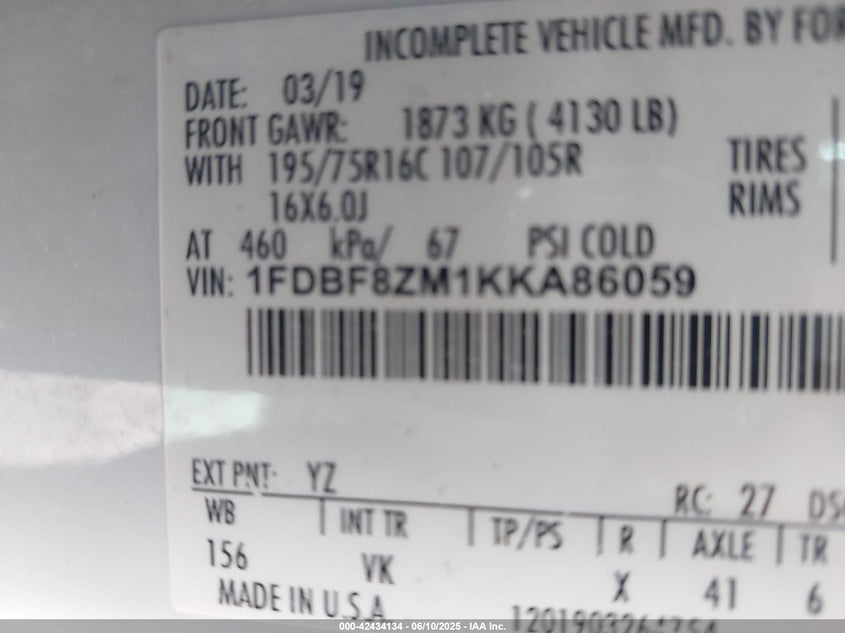 INCOMPLETE VEHICLE MFD. BY FOR
DATE: 03/19
FRONT GAWR: 1873 KG ( 4130 LB)
WITH 195/75R16C 107/105R TIRES
16X6.0J RIMS
AT 460 kPa/ 67 PSI COLD
VIN: 1FDBF8ZM1KKA86059
EXT PNT: YZ RC: 27 DS
WB INT TR TP/PS R AXLE TR
156 VK X 41 6
MADE IN U.S.A
000-42434134 - 06/10/2025 - IAA Inc.